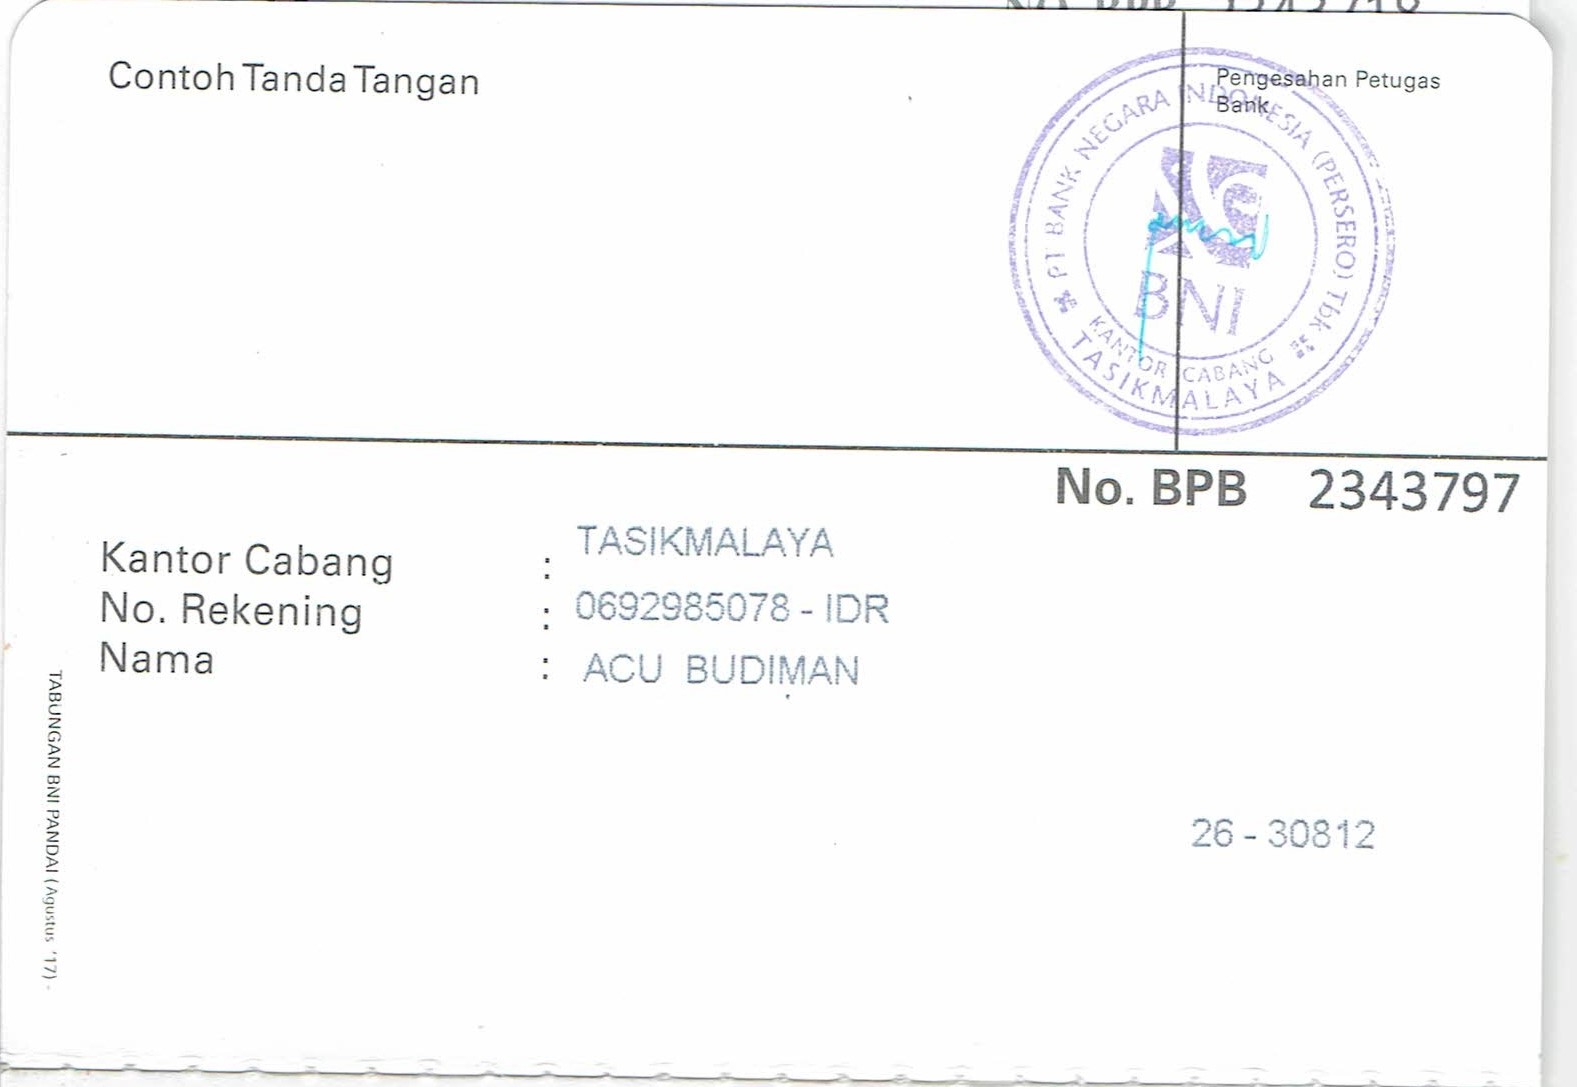 Contoh Tanda Tangan
Pengesahan Petugas
Bank
PT BANK NEGARA INDONESIA (PERSERO) Tbk
BNI
KANTOR CABANG
TASIKMALAYA
No. BPB 2343797
Kantor Cabang : TASIKMALAYA
No. Rekening : 0692985078 - IDR
Nama : ACU BUDIMAN
26 - 30812
TABUNGAN BNI PANDAI (Agustus '17) -